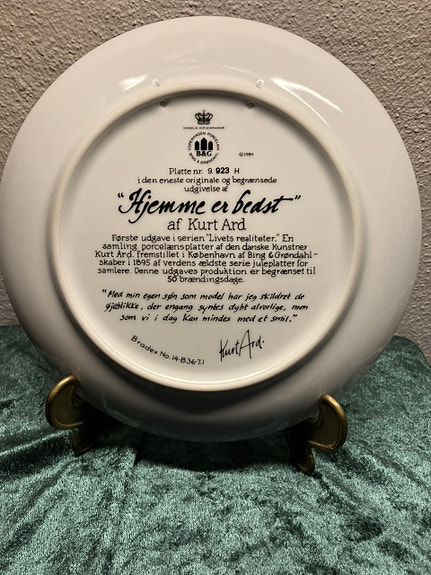 KONGELIG HOFLEVERANDØR
COPENHAGEN PORCELAIN
B&G
BING & GRØNDAHL
©1984
Platte nr. 9.923 H
i den eneste originale og begrænsede
udgivelse af
"Hjemme er bedst"
af Kurt Ard
Første udgave i serien "Livets realiteter." En
samling porcelænsplatter af den danske Kunstner
Kurt Ard. Fremstillet i København af Bing & Grøndahl-
skaber i 1895 af verdens ældste serie juleplatter for
samlere. Denne udgaves produktion er begrænset til
50 brændingsdage.
"Med min egen søn som model har jeg skildret de
øjeblikke, der engang syntes dybt alvorlige, men
som vi i dag Kan mindes med et smil."
Kurt Ard.
Bradex No. 14-B36-2.1